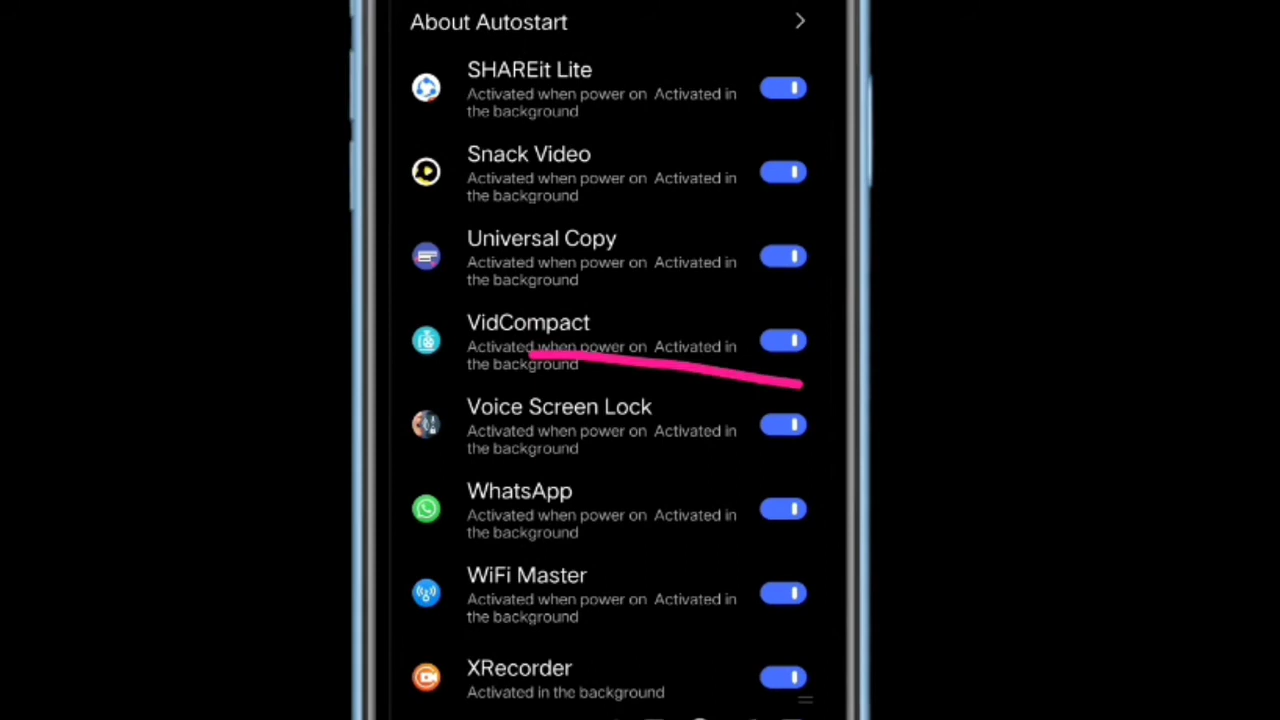 About Autostart
SHAREit Lite
Activated when power on Activated in
the background
Snack Video
Activated when power on Activated in
the background
Universal Copy
Activated when power on Activated in
the background
VidCompact
Activated when power on Activated in
the background
Voice Screen Lock
Activated when power on Activated in
the background
WhatsApp
Activated when power on Activated in
the background
WiFi Master
Activated when power on Activated in
the background
XRecorder
Activated in the background